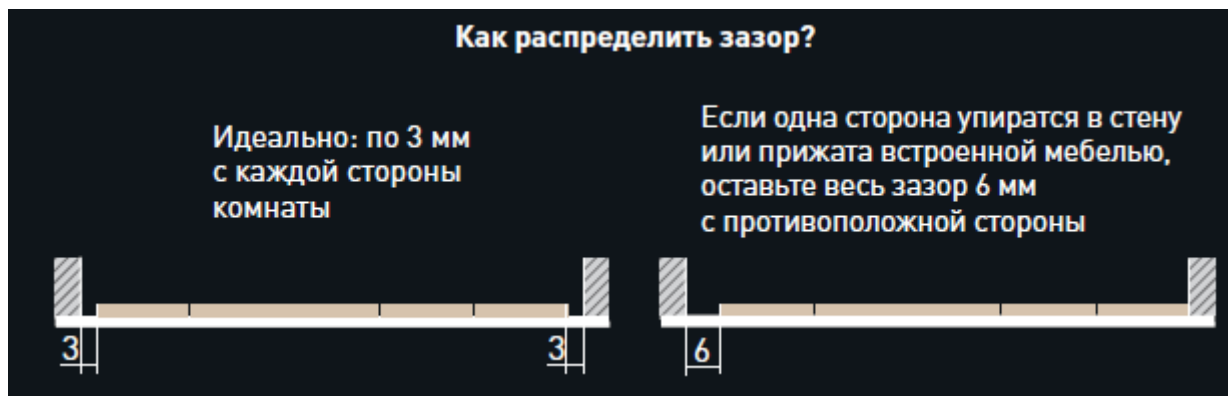 Как распределить зазор?
Идеально: по 3 мм
с каждой стороны
комнаты
Если одна сторона упиратся в стену
или прижата встроенной мебелью,
оставьте весь зазор 6 мм
с противоположной стороны
3
3
6